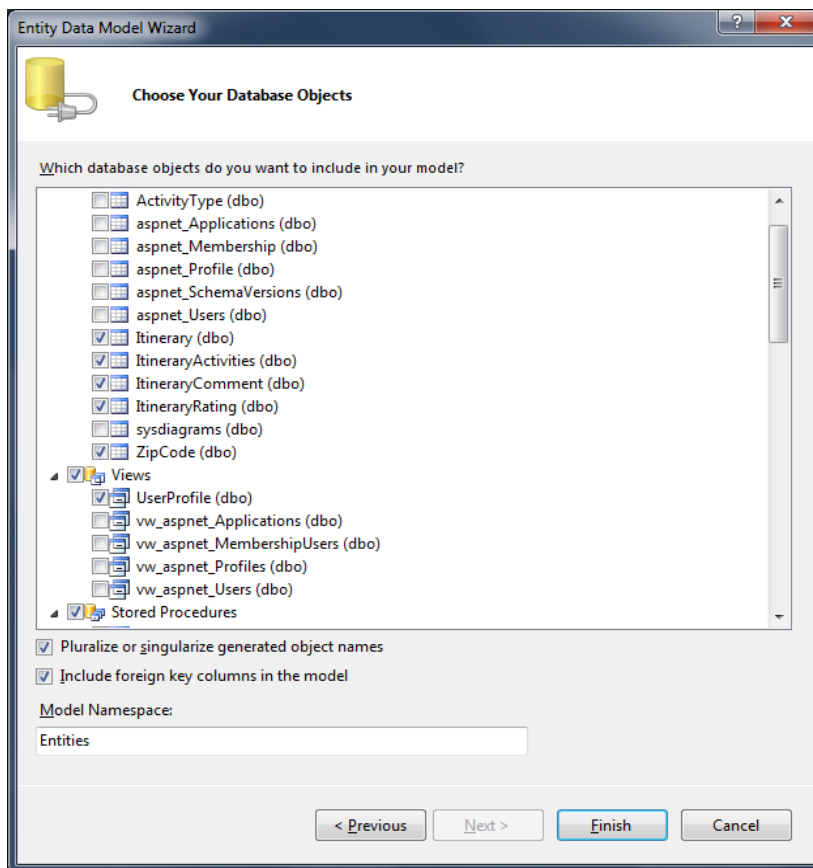 Entity Data Model Wizard
Choose Your Database Objects
Which database objects do you want to include in your model?
ActivityType (dbo)
aspnet_Applications (dbo)
aspnet_Membership (dbo)
aspnet_Profile (dbo)
aspnet_SchemaVersions (dbo)
aspnet_Users (dbo)
Itinerary (dbo)
ItineraryActivities (dbo)
ItineraryComment (dbo)
ItineraryRating (dbo)
sysdiagrams (dbo)
ZipCode (dbo)
Views
UserProfile (dbo)
vw_aspnet_Applications (dbo)
vw_aspnet_MembershipUsers (dbo)
vw_aspnet_Profiles (dbo)
vw_aspnet_Users (dbo)
Stored Procedures
Pluralize or singularize generated object names
Include foreign key columns in the model
Model Namespace:
Entities
< Previous Next > Finish Cancel